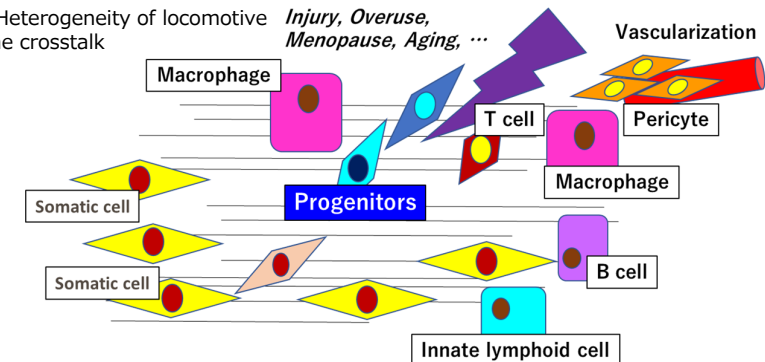 Heterogeneity of locomotive
crosstalk
Injury, Overuse,
Menopause, Aging, …
Vascularization
Macrophage
T cell
Pericyte
Macrophage
Progenitors
Somatic cell
B cell
Somatic cell
Innate lymphoid cell